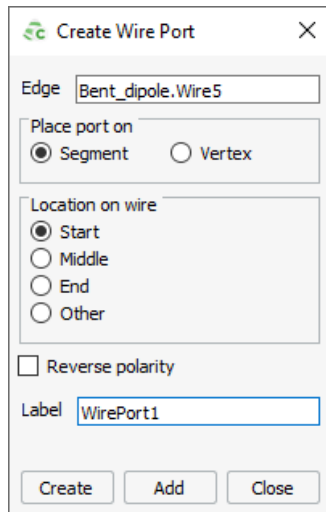 Create Wire Port
Edge Bent_dipole.Wire5
Place port on
Segment Vertex
Location on wire
Start
Middle
End
Other
Reverse polarity
Label WirePort1
Create Add Close